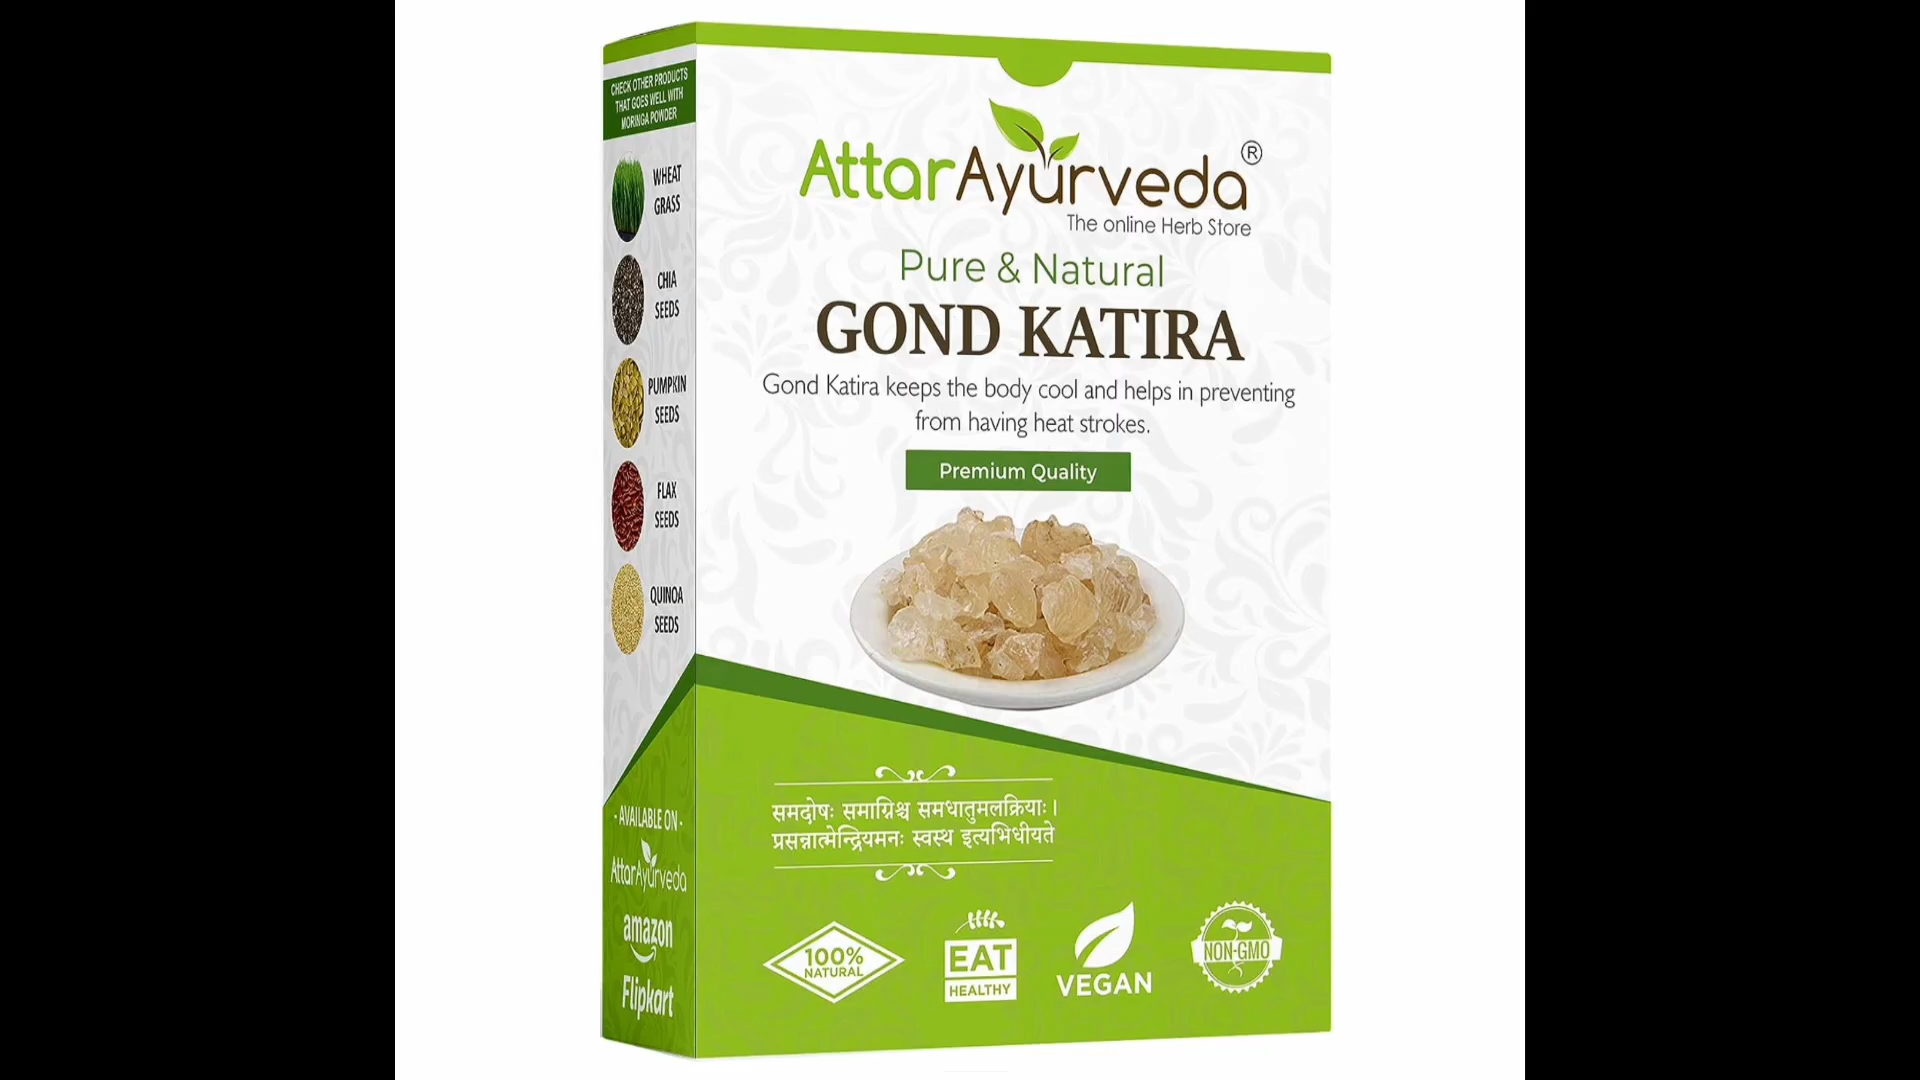 CHECK OTHER PRODUCTS
THAT GOES WELL WITH
MORINGA POWDER
WHEAT
GRASS
CHIA
SEEDS
PUMPKIN
SEEDS
FLAX
SEEDS
QUINOA
SEEDS
- AVAILABLE ON -
AttarAyurveda
amazon
Flipkart
AttarAyurveda®
The online Herb Store
Pure & Natural
GOND KATIRA
Gond Katira keeps the body cool and helps in preventing
from having heat strokes.
Premium Quality
समदोषः समाग्निश्च समधातुमलक्रियाः।
प्रसन्नात्मेन्द्रियमनः स्वस्थ इत्यभिधीयते
100%
NATURAL
EAT
HEALTHY
VEGAN
NON-GMO